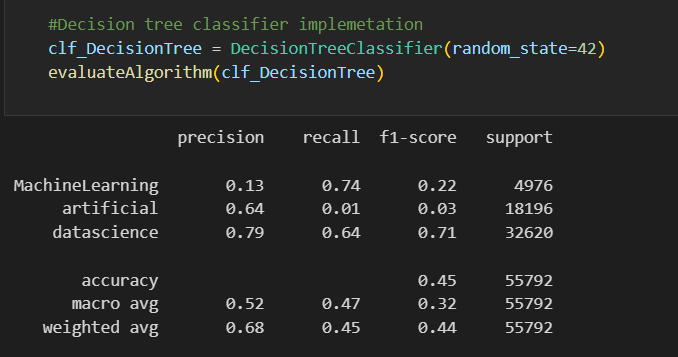 #Decision tree classifier implemetation
clf_DecisionTree = DecisionTreeClassifier(random_state=42)
evaluateAlgorithm(clf_DecisionTree)
precision recall f1-score support
MachineLearning 0.13 0.74 0.22 4976
artificial 0.64 0.01 0.03 18196
datascience 0.79 0.64 0.71 32620
accuracy 0.45 55792
macro avg 0.52 0.47 0.32 55792
weighted avg 0.68 0.45 0.44 55792